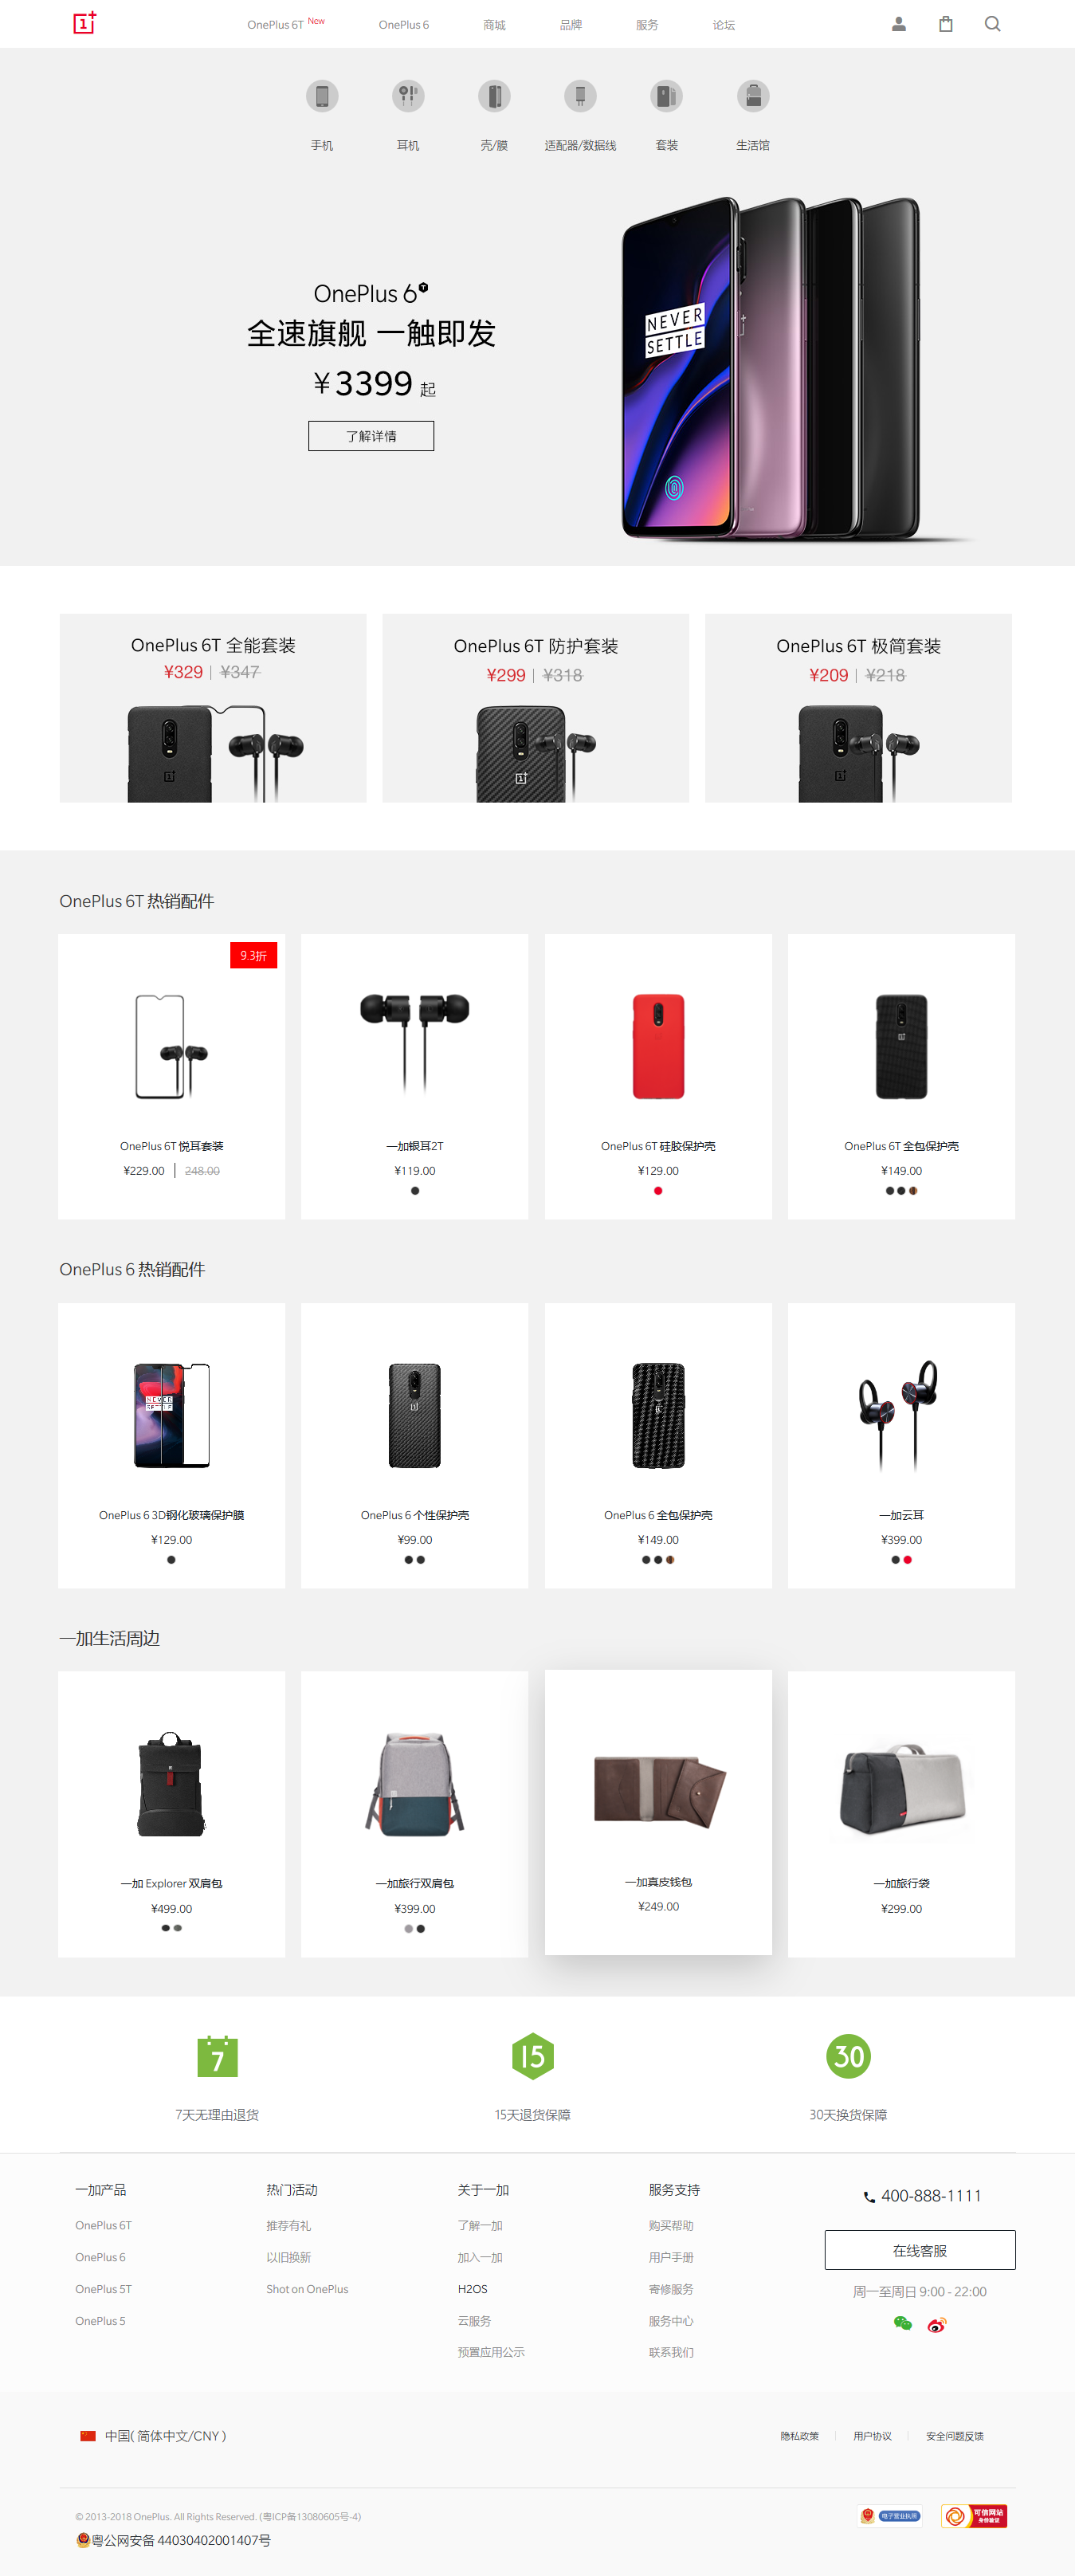 OnePlus 6T New OnePlus 6 商城 品牌 服务 论坛
手机 耳机 壳/膜 适配器/数据线 套装 生活馆
OnePlus 6T
全速旗舰 一触即发
¥3399 起
了解详情
NEVER
SETTLE
OnePlus 6T 全能套装
¥329 | ¥347
OnePlus 6T 防护套装
¥299 | ¥318
OnePlus 6T 极简套装
¥209 | ¥218
OnePlus 6T 热销配件
9.3折
OnePlus 6T 悦耳套装
¥229.00 | 248.00
一加银耳2T
¥119.00
OnePlus 6T 硅胶保护壳
¥129.00
OnePlus 6T 全包保护壳
¥149.00
OnePlus 6 热销配件
NEVER
SETTLE
OnePlus 6 3D钢化玻璃保护膜
¥129.00
OnePlus 6 个性保护壳
¥99.00
OnePlus 6 全包保护壳
¥149.00
一加云耳
¥399.00
一加生活周边
一加 Explorer 双肩包
¥499.00
一加旅行双肩包
¥399.00
一加真皮钱包
¥249.00
一加旅行袋
¥299.00
7 15 30
7天无理由退货 15天退货保障 30天换货保障
一加产品
OnePlus 6T
OnePlus 6
OnePlus 5T
OnePlus 5
热门活动
推荐有礼
以旧换新
Shot on OnePlus
关于一加
了解一加
加入一加
H2OS
云服务
预置应用公示
服务支持
购买帮助
用户手册
寄修服务
服务中心
联系我们
400-888-1111
在线客服
周一至周日 9:00 - 22:00
中国( 简体中文/CNY )
隐私政策 | 用户协议 | 安全问题反馈
© 2013-2018 OnePlus. All Rights Reserved. (粤ICP备13080605号-4)
粤公网安备 44030402001407号
电子营业执照
可信网站
身份验证